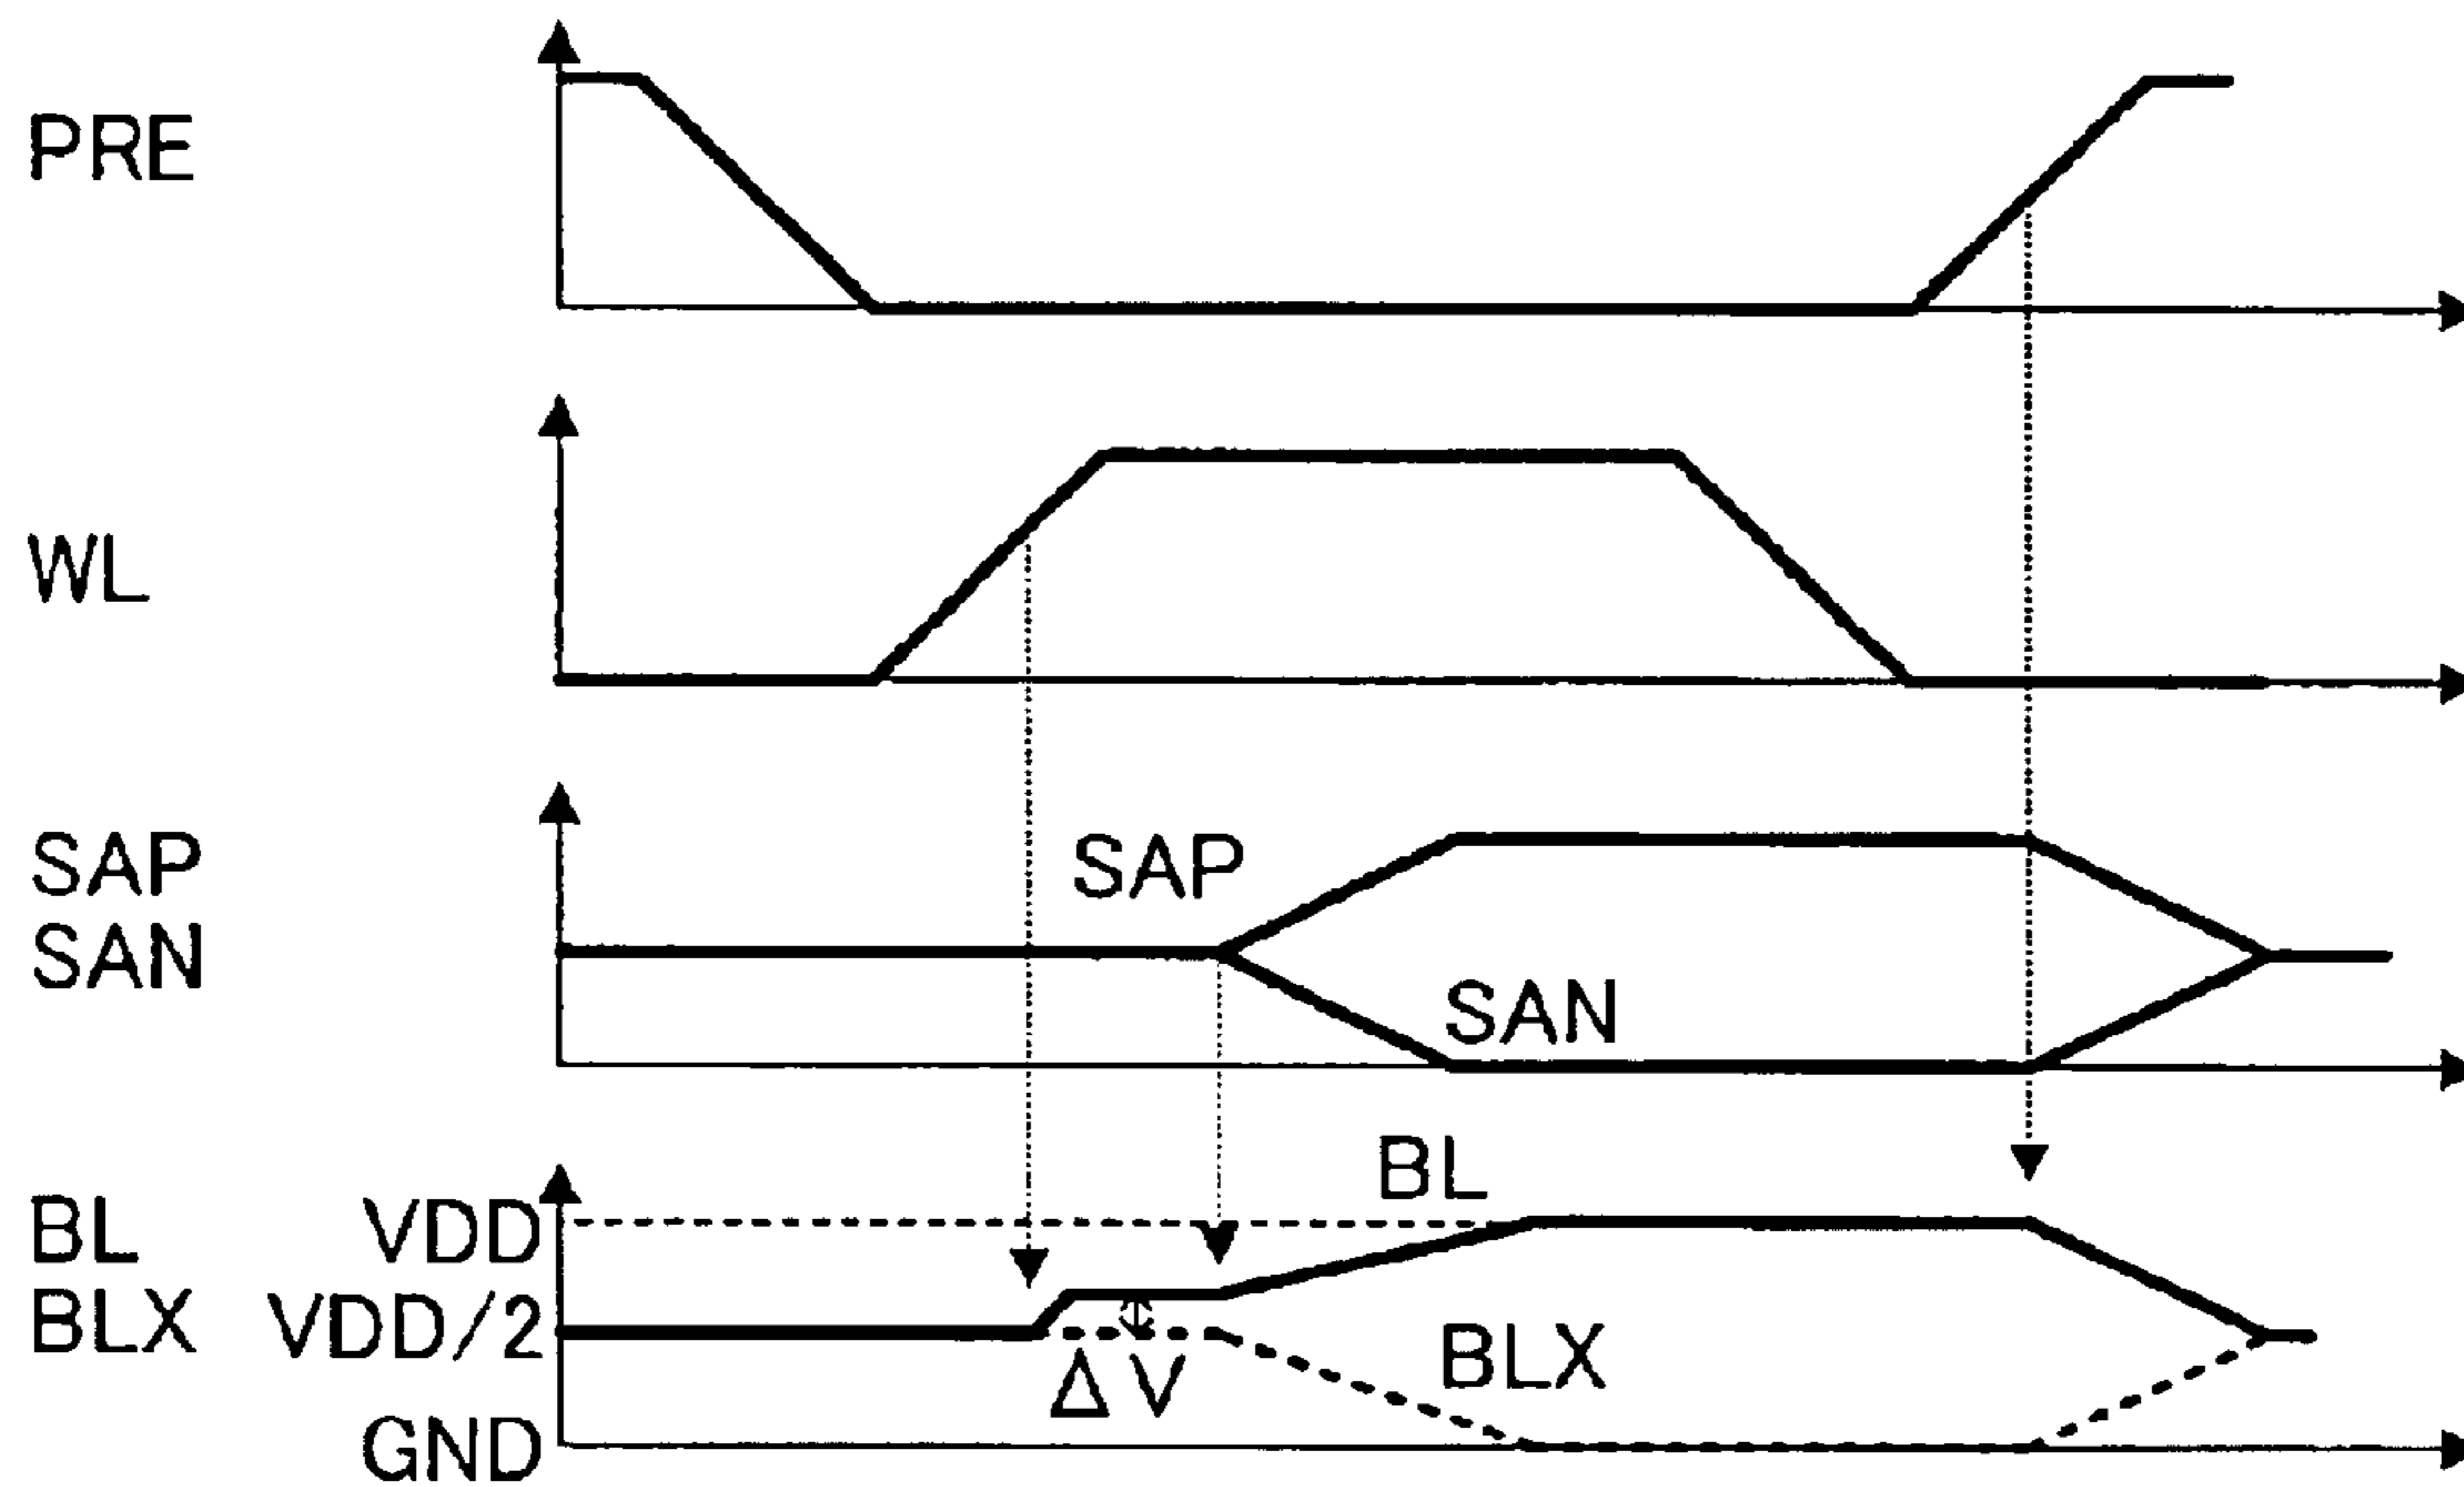 PRE
WL
SAP
SAP
SAN
SAN
BL
BL VDD
BLX VDD/2
BLX
ΔV
GND